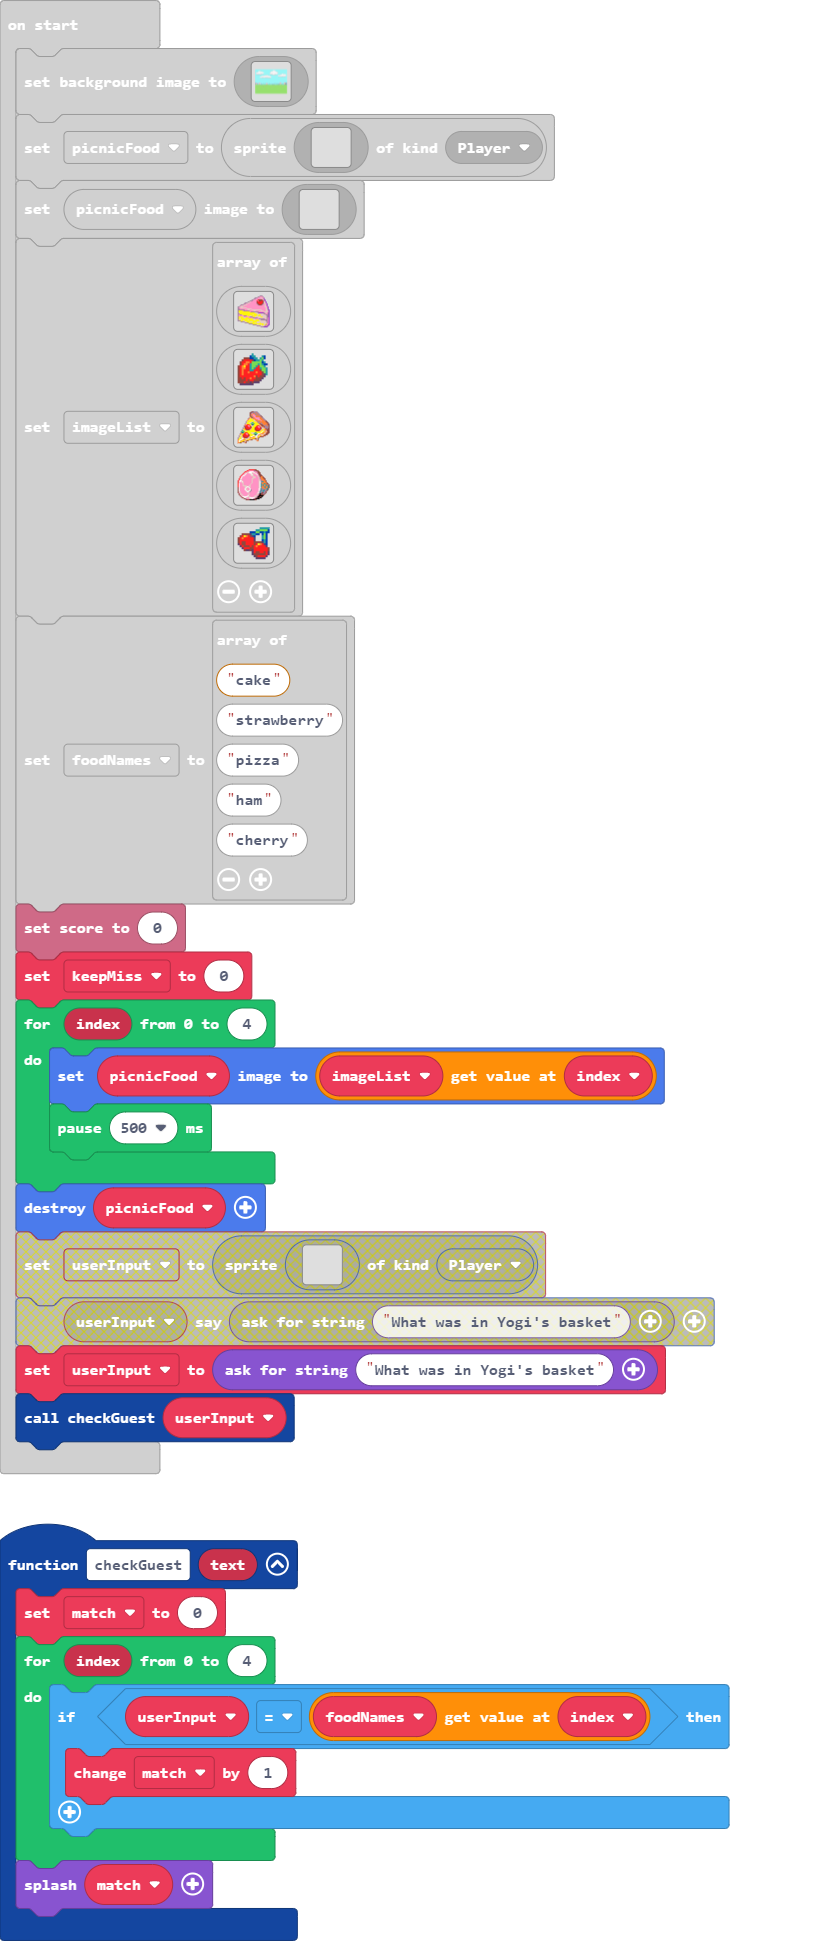 on start
set background image to
set picnicFood to sprite of kind Player
set picnicFood image to
array of
set imageList to
array of
"cake"
"strawberry"
set foodNames to "pizza"
"ham"
"cherry"
set score to 0
set keepMiss to 0
for index from 0 to 4
do
set picnicFood image to imageList get value at index
pause 500 ms
destroy picnicFood
set userInput to sprite of kind Player
userInput say ask for string "What was in Yogi's basket"
set userInput to ask for string "What was in Yogi's basket"
call checkGuest userInput
function checkGuest text
set match to 0
for index from 0 to 4
do
if userInput = foodNames get value at index then
change match by 1
splash match